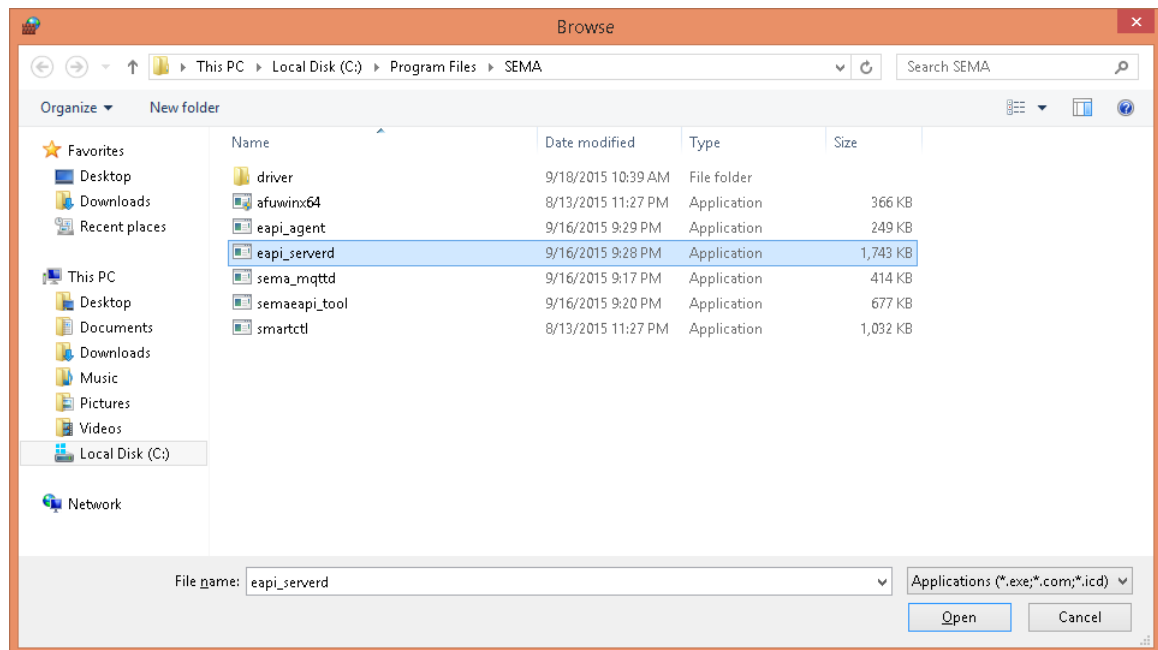 Browse
This PC Local Disk (C:) Program Files SEMA
Search SEMA
Organize New folder
Favorites
Desktop
Downloads
Recent places
This PC
Desktop
Documents
Downloads
Music
Pictures
Videos
Local Disk (C:)
Network
Name Date modified Type Size
driver 9/18/2015 10:39 AM File folder
afuwinx64 8/13/2015 11:27 PM Application 366 KB
eapi_agent 9/16/2015 9:29 PM Application 249 KB
eapi_serverd 9/16/2015 9:28 PM Application 1,743 KB
sema_mqttd 9/16/2015 9:17 PM Application 414 KB
semaeapi_tool 9/16/2015 9:20 PM Application 677 KB
smartctl 8/13/2015 11:27 PM Application 1,032 KB
File name: eapi_serverd Applications (*.exe;*.com;*.icd)
Open Cancel